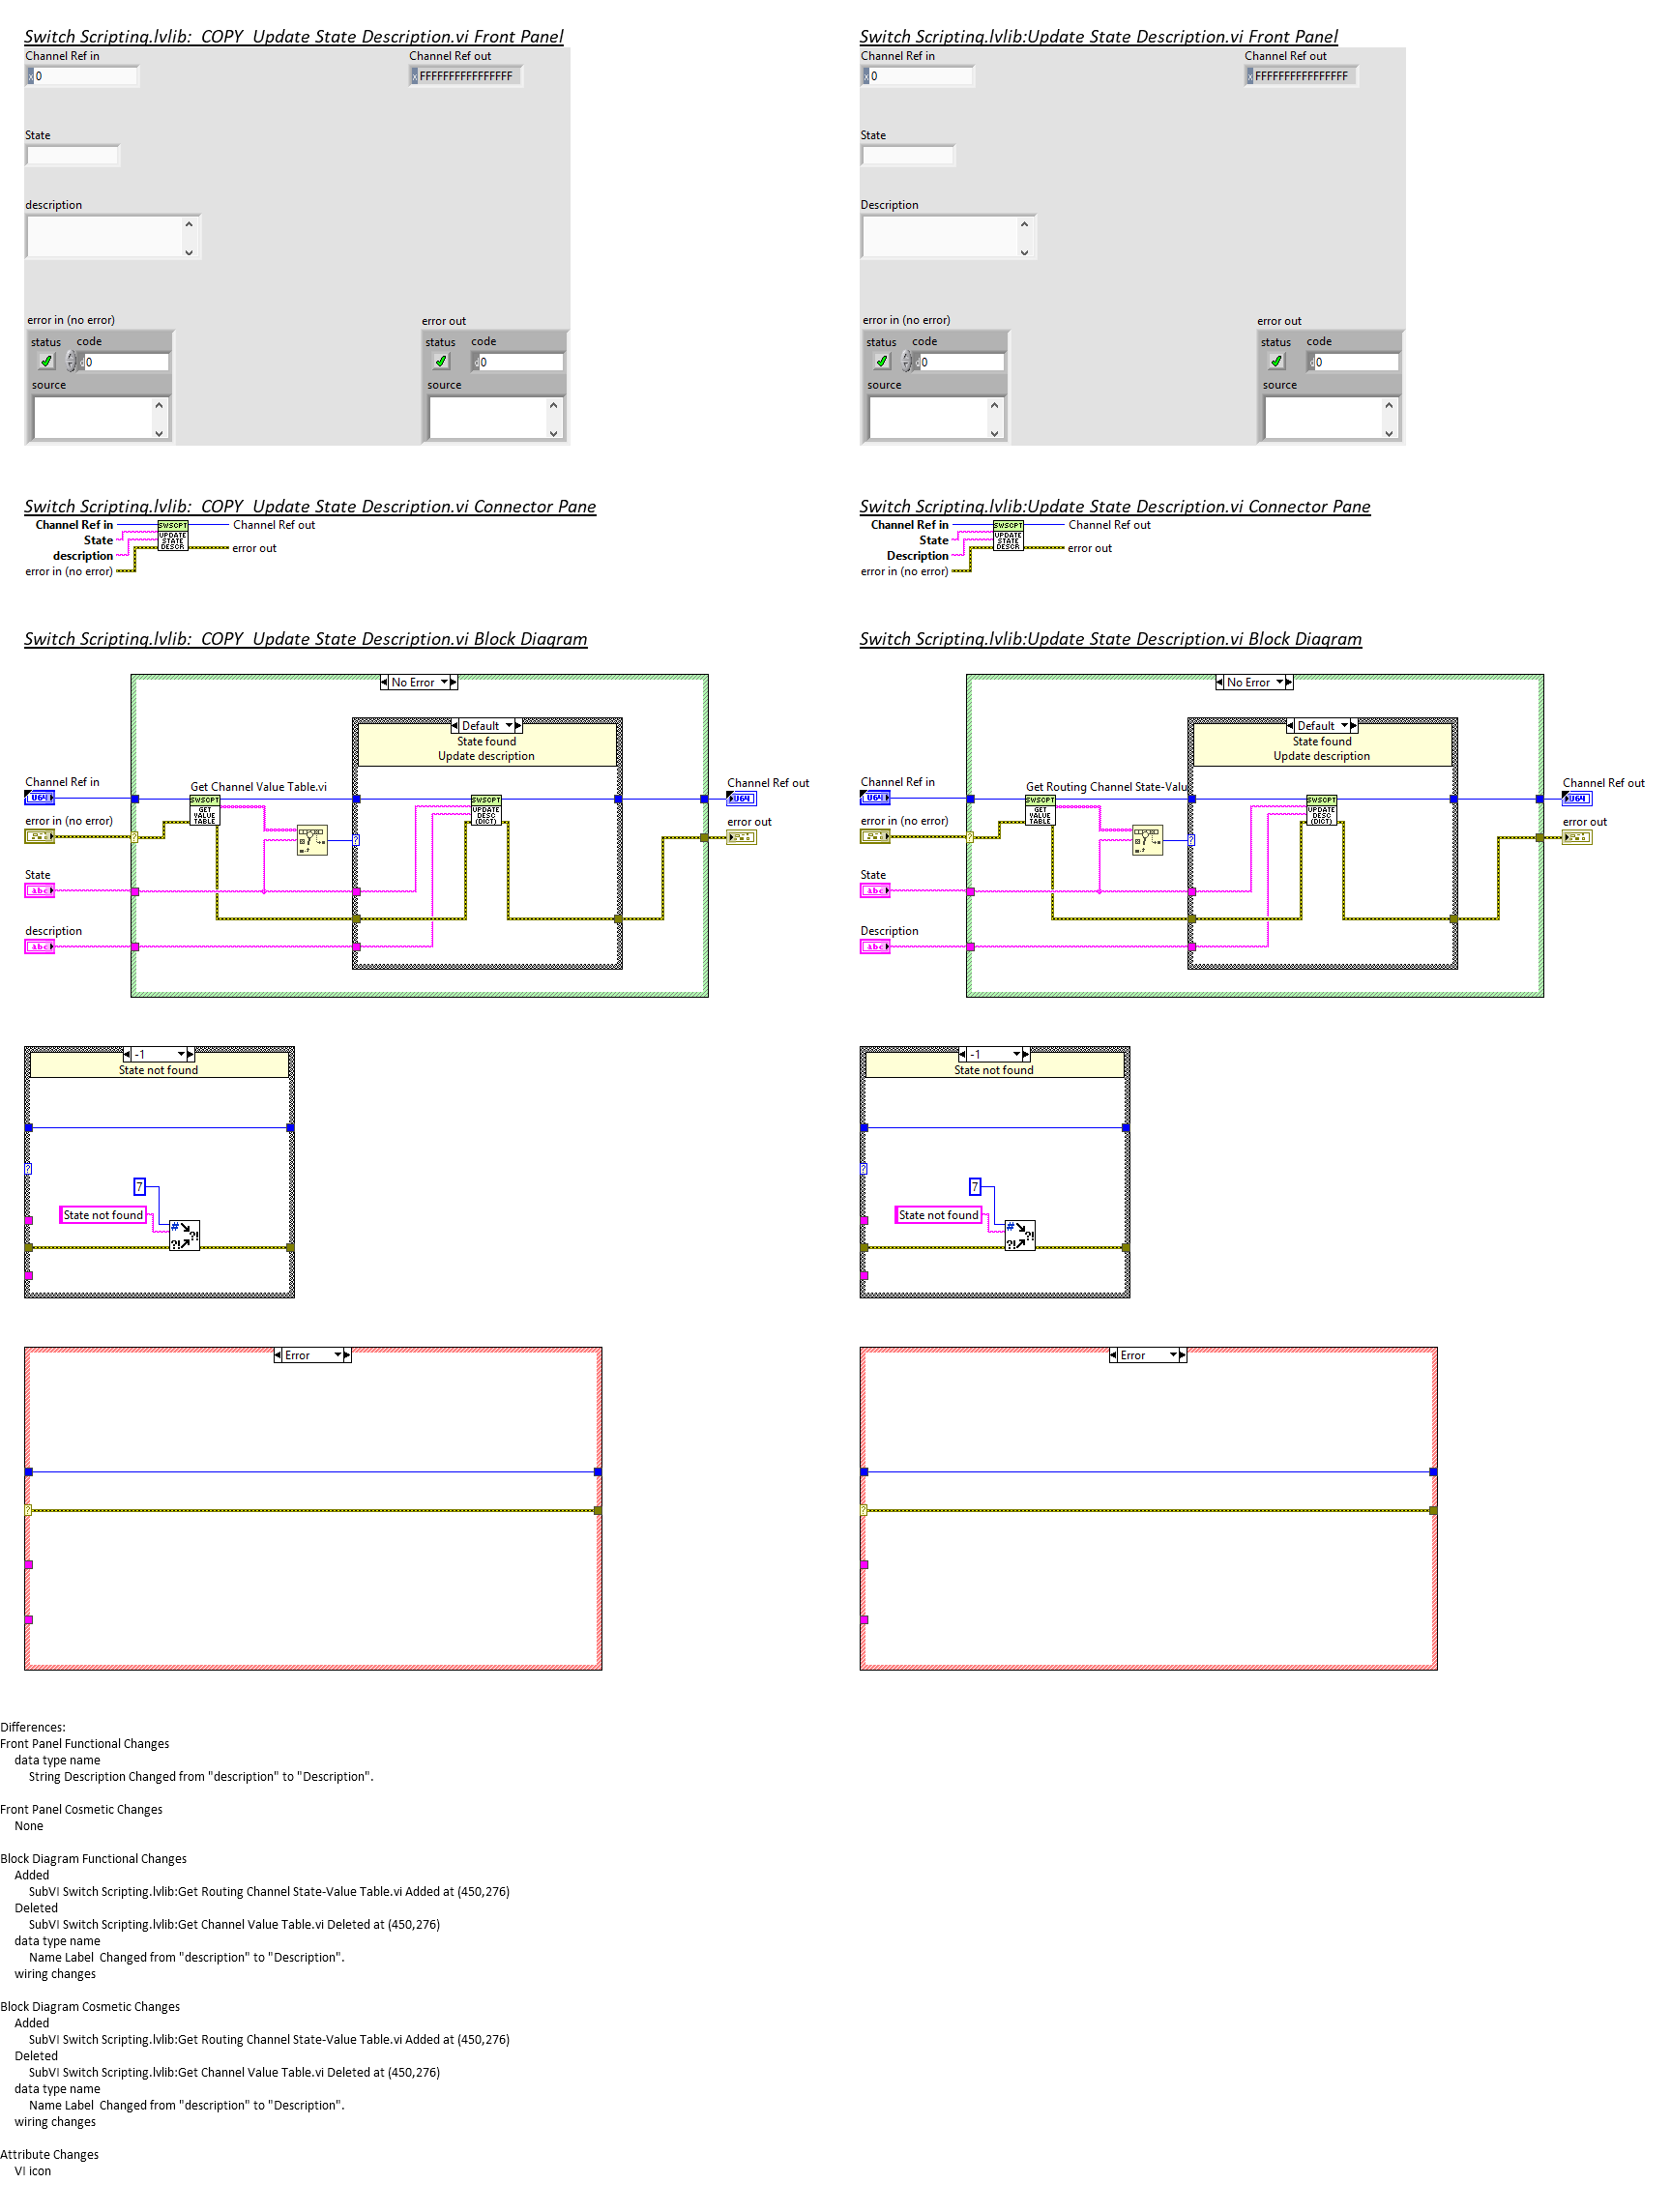 Switch Scripting.lvlib:  COPY  Update State Description.vi Front Panel
Channel Ref in
Channel Ref out
x 0
x FFFFFFFFFFFFFFFF
State
description
error in (no error)
error out
status code
status code
d 0
d 0
source
source
Switch Scripting.lvlib:Update State Description.vi Front Panel
Channel Ref in
Channel Ref out
x 0
x FFFFFFFFFFFFFFFF
State
Description
error in (no error)
error out
status code
status code
d 0
d 0
source
source
Switch Scripting.lvlib:  COPY  Update State Description.vi Connector Pane
Channel Ref in
State
description
error in (no error)
SWSCPT
UPDATE
STATE
DESCR
Channel Ref out
error out
Switch Scripting.lvlib:Update State Description.vi Connector Pane
Channel Ref in
State
Description
error in (no error)
SWSCPT
UPDATE
STATE
DESCR
Channel Ref out
error out
Switch Scripting.lvlib:  COPY  Update State Description.vi Block Diagram
No Error
Default
State found
Update description
Channel Ref in
U64
Get Channel Value Table.vi
SWSCPT
GET
VALUE
TABLE
SWSCPT
UPDATE
DESC
(DICT)
Channel Ref out
U64
error in (no error)
error out
State
abc
description
abc
-1
State not found
7
State not found
Error
Switch Scripting.lvlib:Update State Description.vi Block Diagram
No Error
Default
State found
Update description
Channel Ref in
U64
Get Routing Channel State-Valu
SWSCPT
GET
VALUE
TABLE
SWSCPT
UPDATE
DESC
(DICT)
Channel Ref out
U64
error in (no error)
error out
State
abc
Description
abc
-1
State not found
7
State not found
Error
Differences:
Front Panel Functional Changes
data type name
String Description Changed from "description" to "Description".
Front Panel Cosmetic Changes
None
Block Diagram Functional Changes
Added
SubVI Switch Scripting.lvlib:Get Routing Channel State-Value Table.vi Added at (450,276)
Deleted
SubVI Switch Scripting.lvlib:Get Channel Value Table.vi Deleted at (450,276)
data type name
Name Label  Changed from "description" to "Description".
wiring changes
Block Diagram Cosmetic Changes
Added
SubVI Switch Scripting.lvlib:Get Routing Channel State-Value Table.vi Added at (450,276)
Deleted
SubVI Switch Scripting.lvlib:Get Channel Value Table.vi Deleted at (450,276)
data type name
Name Label  Changed from "description" to "Description".
wiring changes
Attribute Changes
VI icon